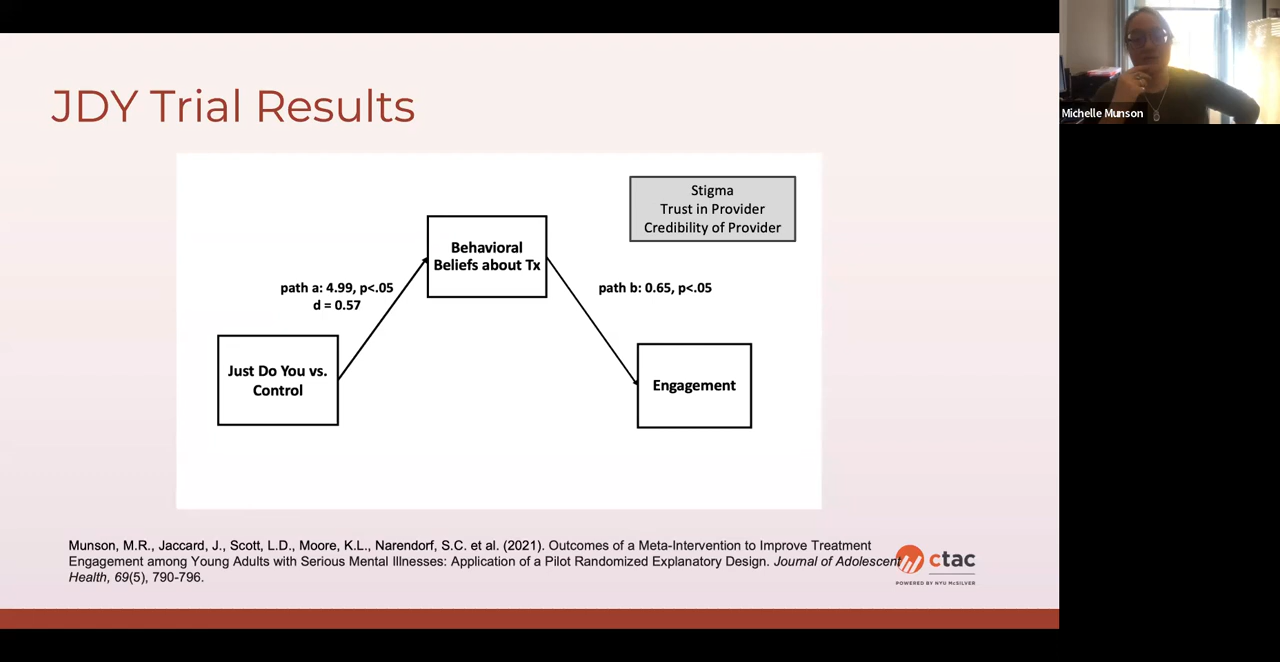 JDY Trial Results
Michelle Munson
Stigma
Trust in Provider
Credibility of Provider
Behavioral
Beliefs about Tx
path a: 4.99, p<.05
d = 0.57
path b: 0.65, p<.05
Just Do You vs.
Control
Engagement
Munson, M.R., Jaccard, J., Scott, L.D., Moore, K.L., Narendorf, S.C. et al. (2021). Outcomes of a Meta-Intervention to Improve Treatment
Engagement among Young Adults with Serious Mental Illnesses: Application of a Pilot Randomized Explanatory Design. Journal of Adolescent
Health, 69(5), 790-796.
ctac
POWERED BY NYU McSILVER